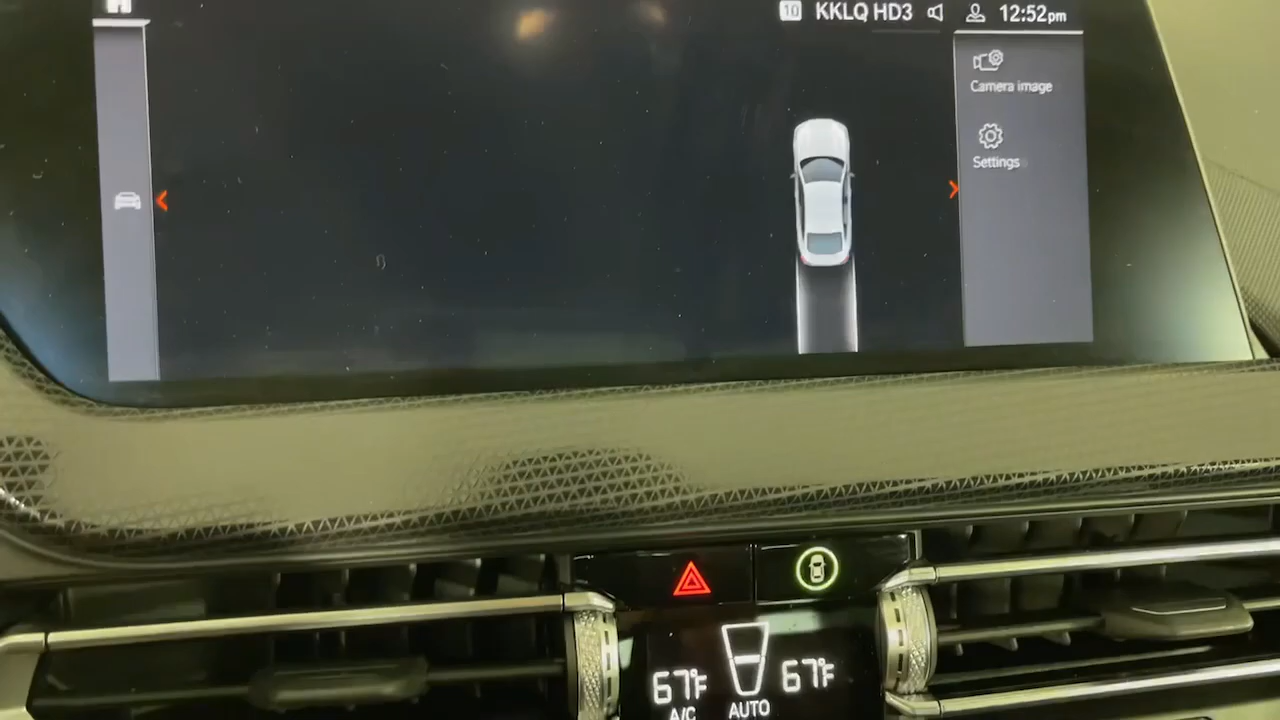 10 KKLQ HD3 12:52pm
Camera image
Settings
67°F 67°F
A/C AUTO